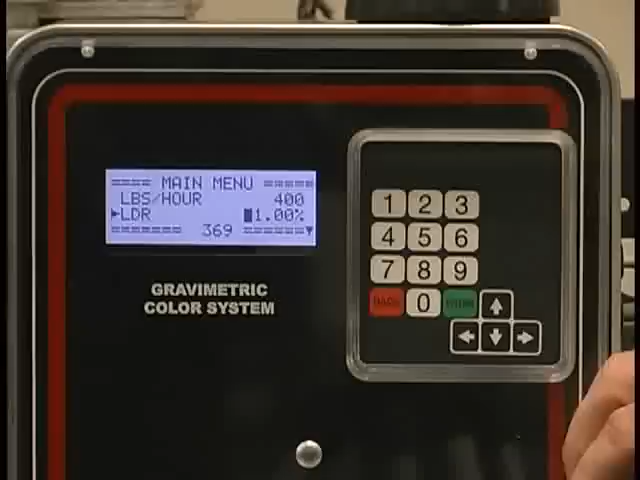 ==== MAIN MENU =====
LBS/HOUR 400
►LDR █1.00%
======= 369 ======▼
GRAVIMETRIC
COLOR SYSTEM
1 2 3
4 5 6
7 8 9
BACK 0